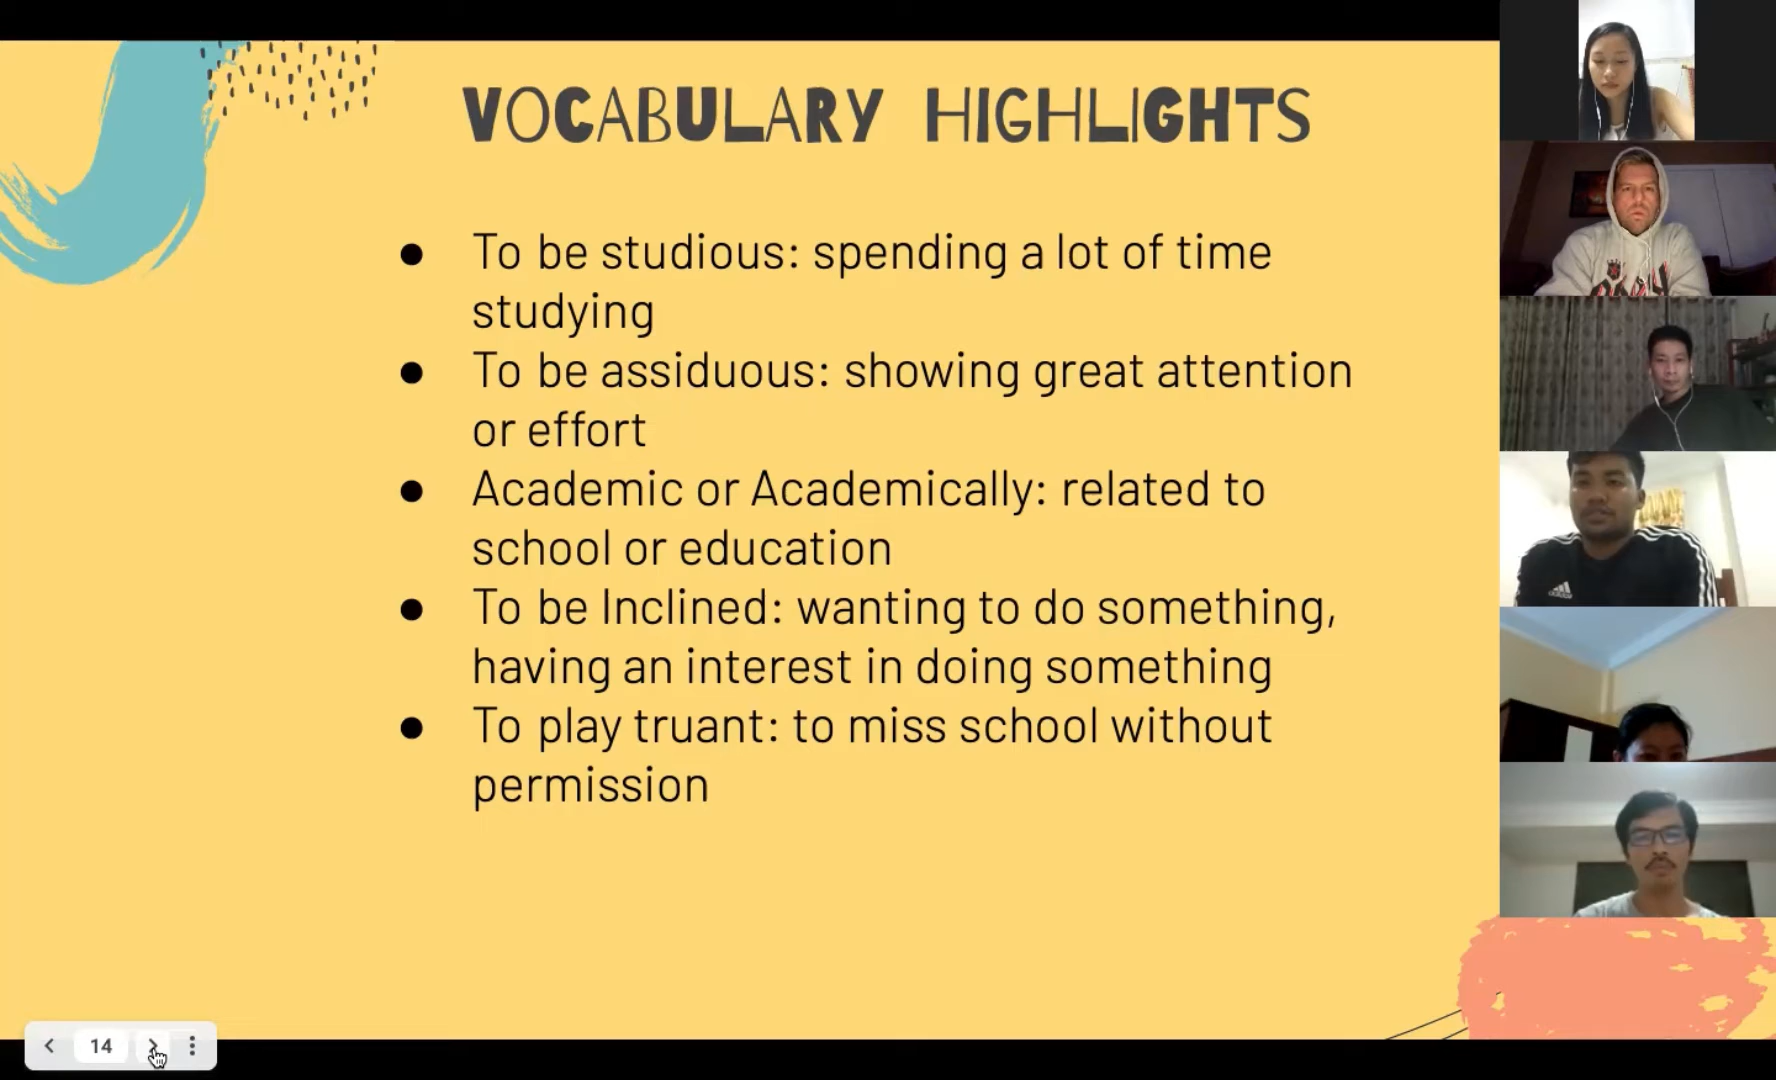 VOCABULARY HIGHLIGHTS
● To be studious: spending a lot of time
studying
● To be assiduous: showing great attention
or effort
● Academic or Academically: related to
school or education
● To be Inclined: wanting to do something,
having an interest in doing something
● To play truant: to miss school without
permission
adidas
14